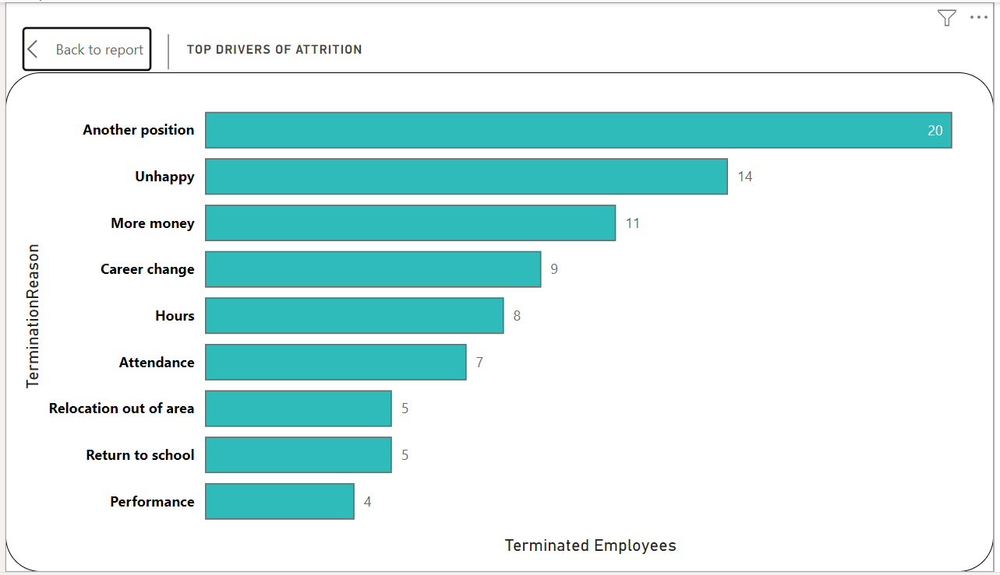 Back to report
TOP DRIVERS OF ATTRITION
TerminationReason
Another position 20
Unhappy 14
More money 11
Career change 9
Hours 8
Attendance 7
Relocation out of area 5
Return to school 5
Performance 4
Terminated Employees